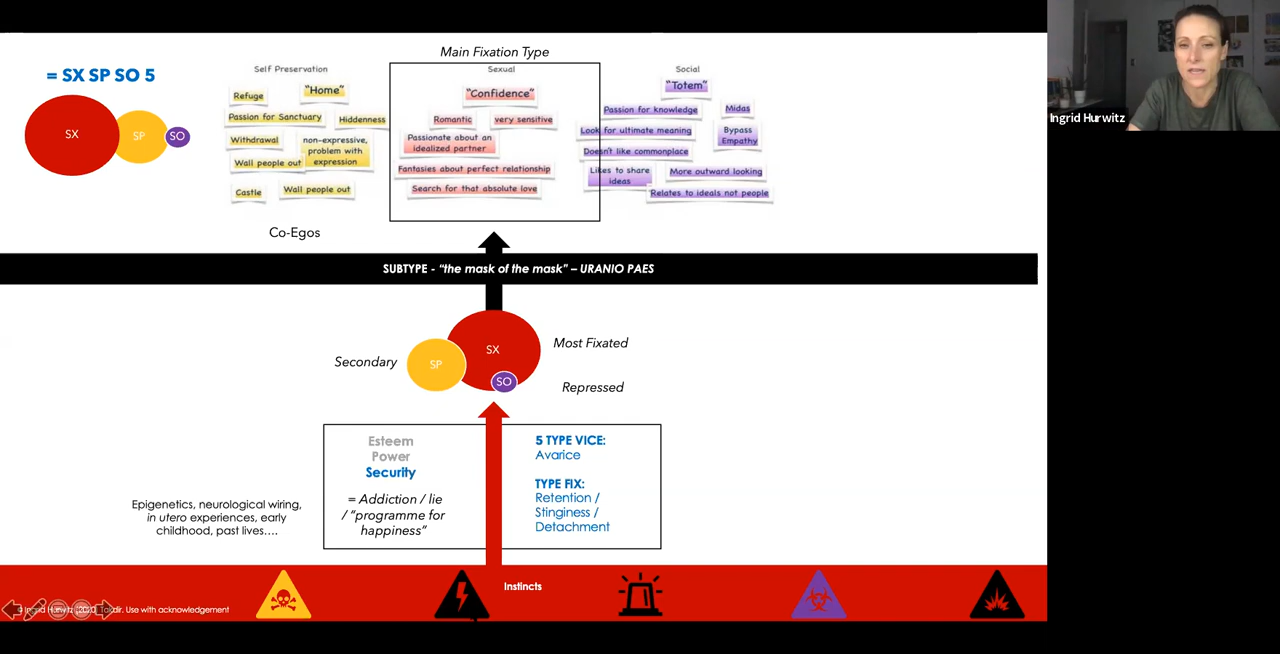 Main Fixation Type
= SX SP SO 5
SX
SP
SO
Self Preservation
Refuge
"Home"
Passion for Sanctuary
Hiddenness
Withdrawal
non-expressive,
problem with
expression
Wall people out
Castle
Wall people out
Co-Egos
Sexual
"Confidence"
Romantic
very sensitive
Passionate about an
idealized partner
Fantasies about perfect relationship
Search for that absolute love
Social
"Totem"
Passion for knowledge
Midas
Look for ultimate meaning
Bypass
Empathy
Doesn't like commonplace
Likes to share
ideas
More outward looking
Relates to ideals not people
Ingrid Hurwitz
SUBTYPE - "the mask of the mask" – URANIO PAES
Secondary
SP
SX
SO
Most Fixated
Repressed
Esteem
Power
Security
= Addiction / lie
/ "programme for
happiness"
5 TYPE VICE:
Avarice
TYPE FIX:
Retention /
Stinginess /
Detachment
Epigenetics, neurological wiring,
in utero experiences, early
childhood, past lives….
Instincts
Ingrid Hurwitz
Use with acknowledgement